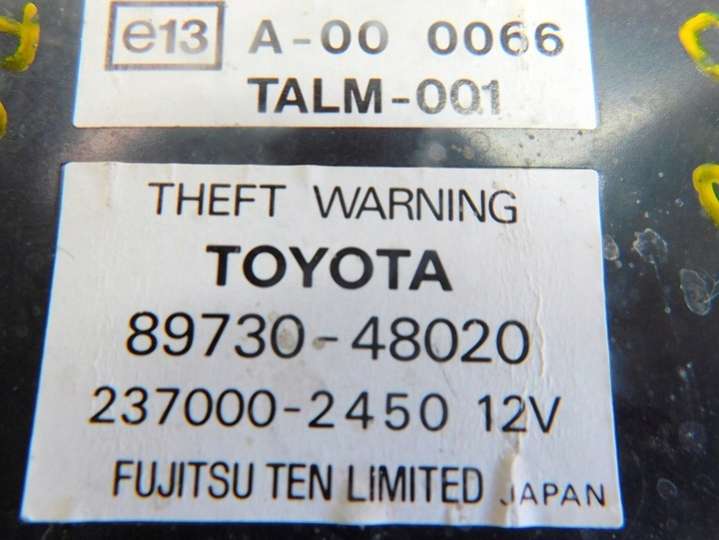 e13 A-00 0066
TALM-001
THEFT WARNING
TOYOTA
89730-48020
237000-2450 12V
FUJITSU TEN LIMITED JAPAN